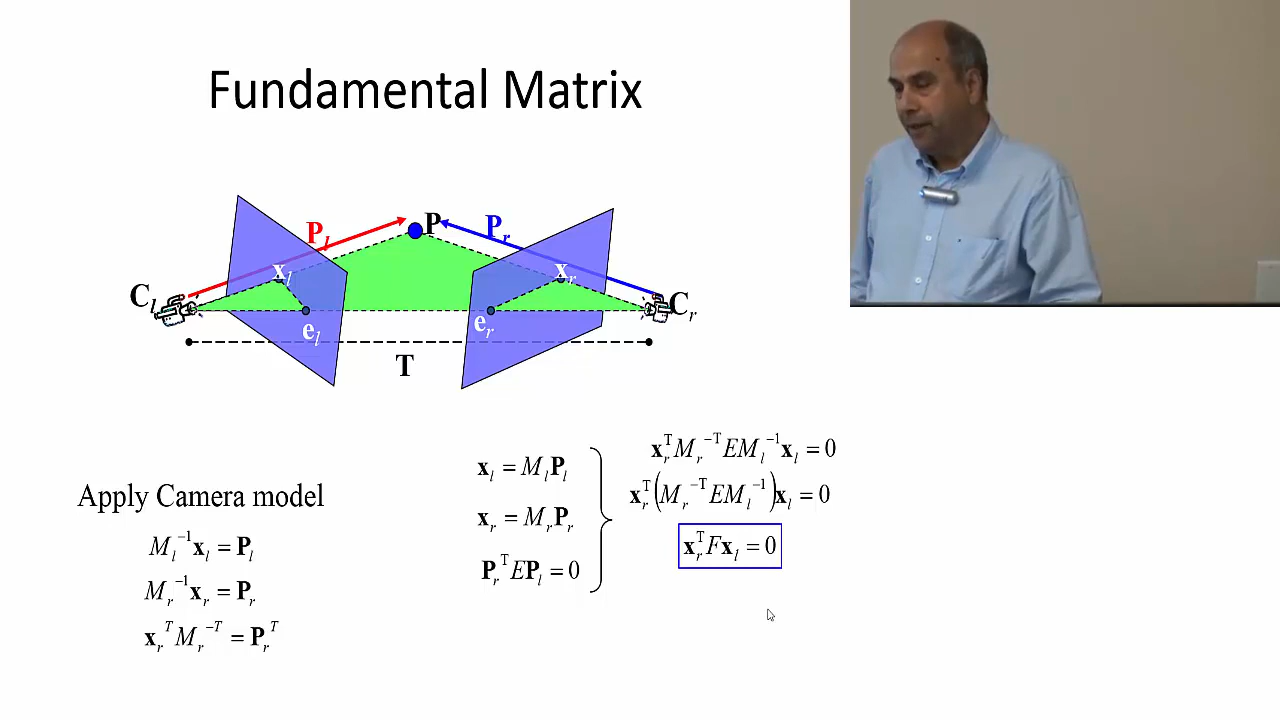 Fundamental Matrix
P
P_l
P_r
x_l
x_r
C_l
C_r
e_l
e_r
T
Apply Camera model
M_l^{-1} x_l = P_l
M_r^{-1} x_r = P_r
x_r^T M_r^{-T} = P_r^T
x_l = M_l P_l
x_r = M_r P_r
P_r^T E P_l = 0
x_r^T M_r^{-T} E M_l^{-1} x_l = 0
x_r^T (M_r^{-T} E M_l^{-1}) x_l = 0
x_r^T F x_l = 0